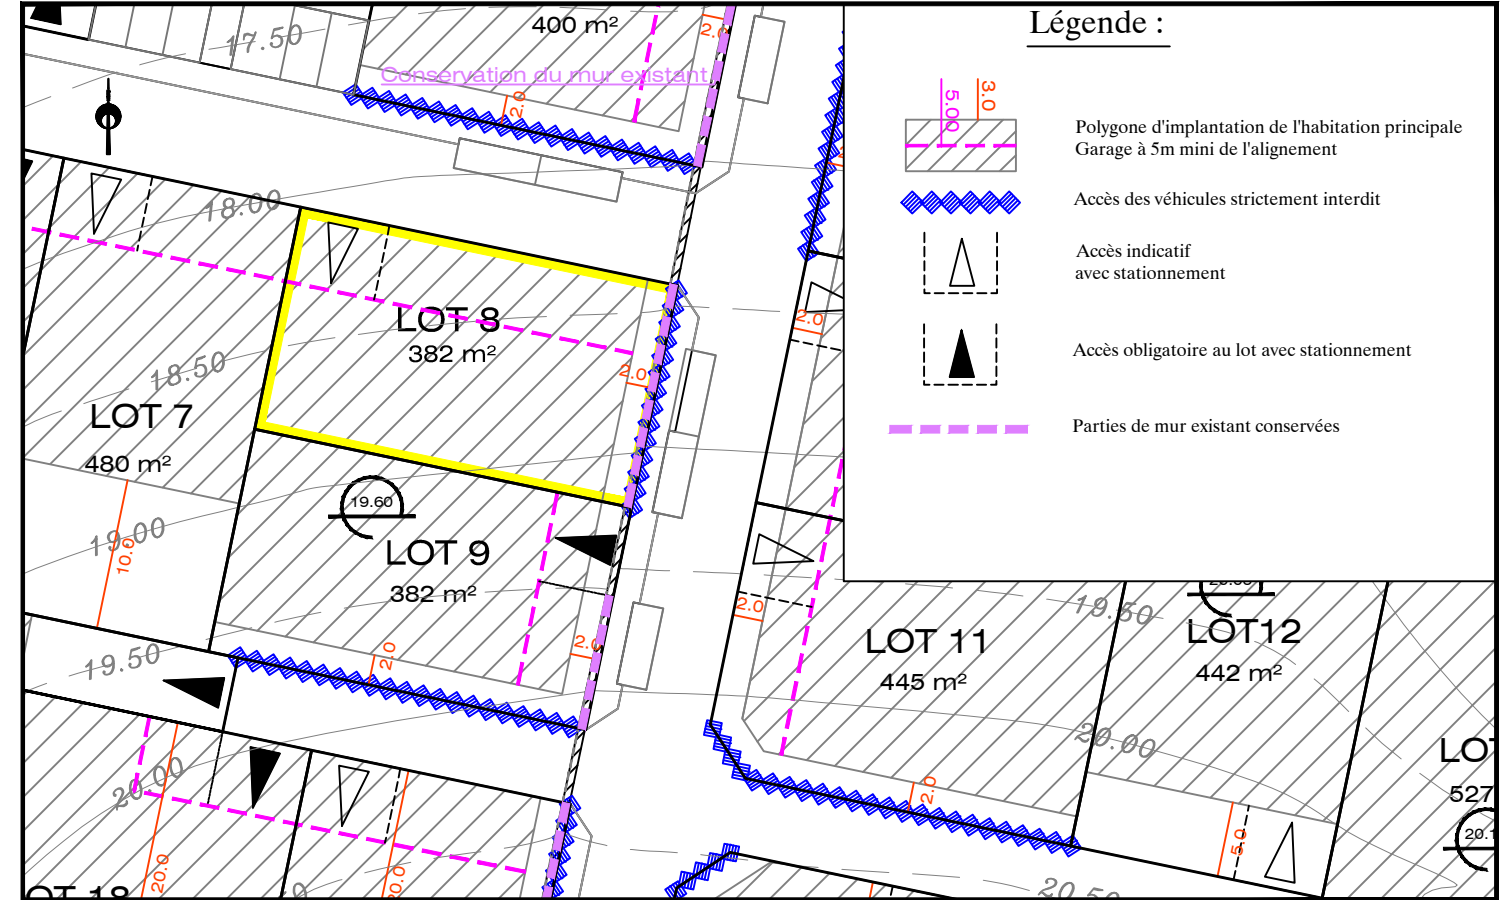 Légende :
5.00
3.0
Polygone d'implantation de l'habitation principale
Garage à 5m mini de l'alignement
Accès des véhicules strictement interdit
Accès indicatif
avec stationnement
Accès obligatoire au lot avec stationnement
Parties de mur existant conservées
400 m²
17.50
2.0
Conservation du mur existant
2.0
18.00
LOT 8
382 m²
2.0
2.0
18.50
LOT 7
480 m²
19.60
19.00
10.0
LOT 9
382 m²
2.0
2.0
2.0
19.50
19.50
LOT 11
445 m²
LOT12
442 m²
20.00
20.00
2.0
5.0
20.0
20.50
527